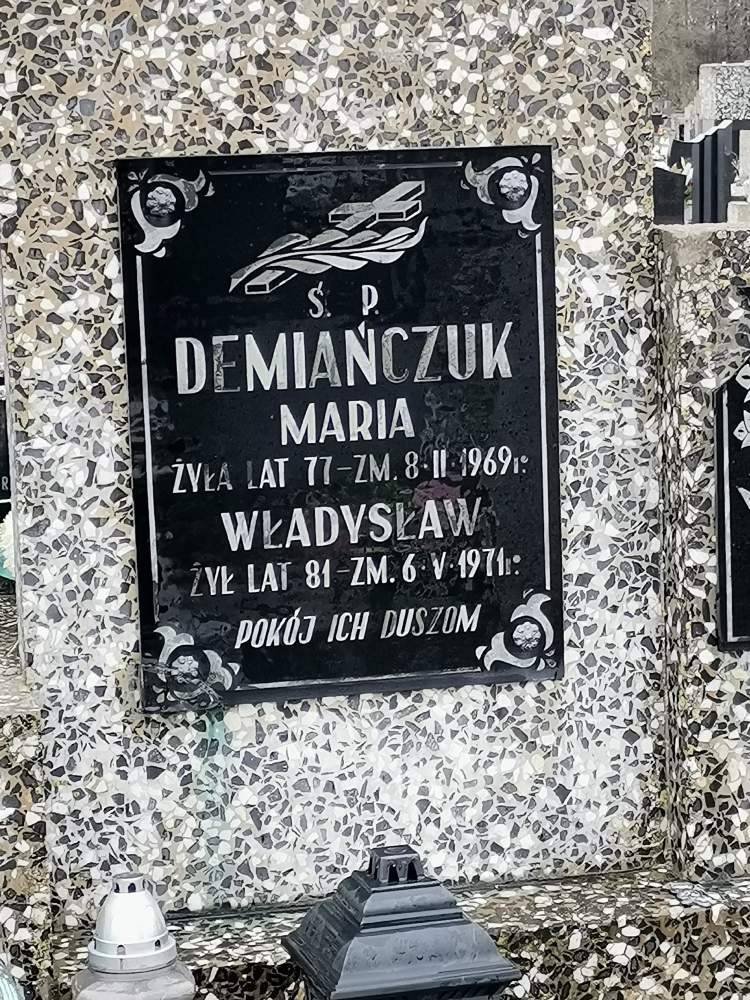 Ś. P.
DEMIAŃCZUK
MARIA
ŻYŁA LAT 77 – ZM. 8·II·1969 r.
WŁADYSŁAW
ŻYŁ LAT 81 – ZM. 6·V·1971 r.
POKÓJ ICH DUSZOM